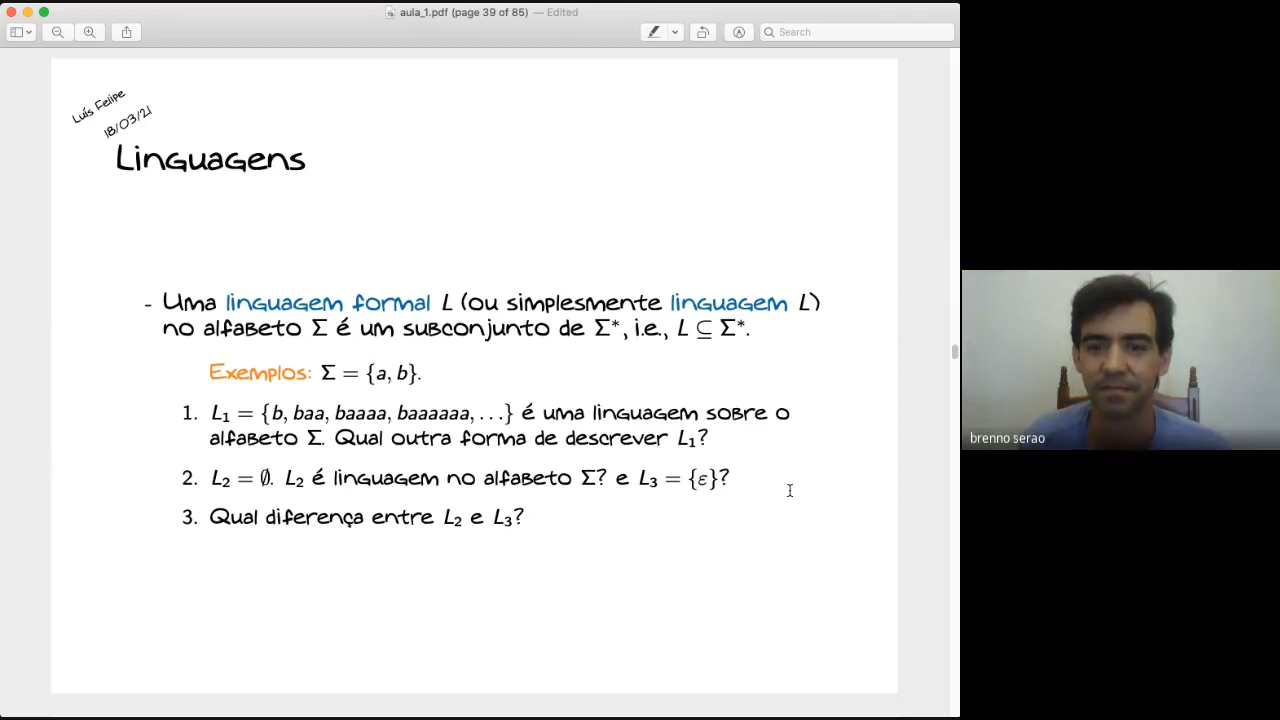 aula_1.pdf (page 39 of 85) — Edited
Search
Luís Felipe
18/03/21
Linguagens
- Uma linguagem formal L (ou simplesmente linguagem L)
no alfabeto Σ é um subconjunto de Σ*, i.e., L ⊆ Σ*.
Exemplos: Σ = {a, b}.
1. L₁ = {b, baa, baaaa, baaaaaa, ...} é uma linguagem sobre o
alfabeto Σ. Qual outra forma de descrever L₁?
2. L₂ = ∅. L₂ é linguagem no alfabeto Σ? e L₃ = {ε}?
3. Qual diferença entre L₂ e L₃?
brenno serao